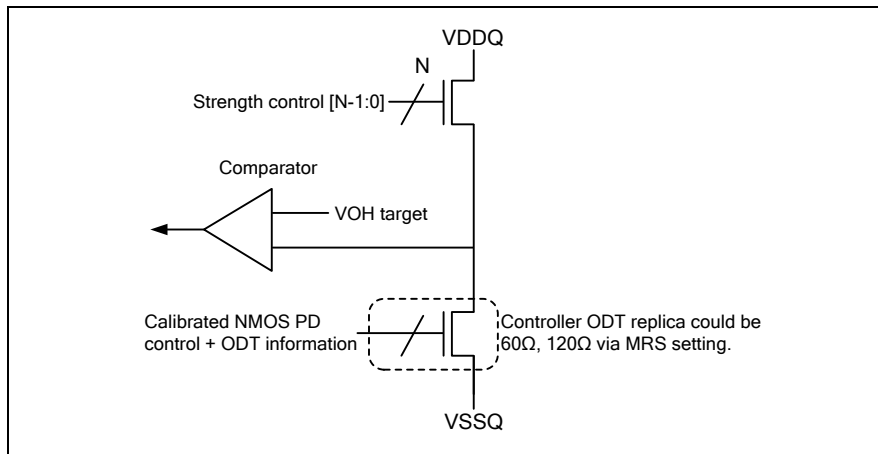 VDDQ
N
Strength control [N-1:0]
Comparator
VOH target
Calibrated NMOS PD
control + ODT information
Controller ODT replica could be
60Ω, 120Ω via MRS setting.
VSSQ